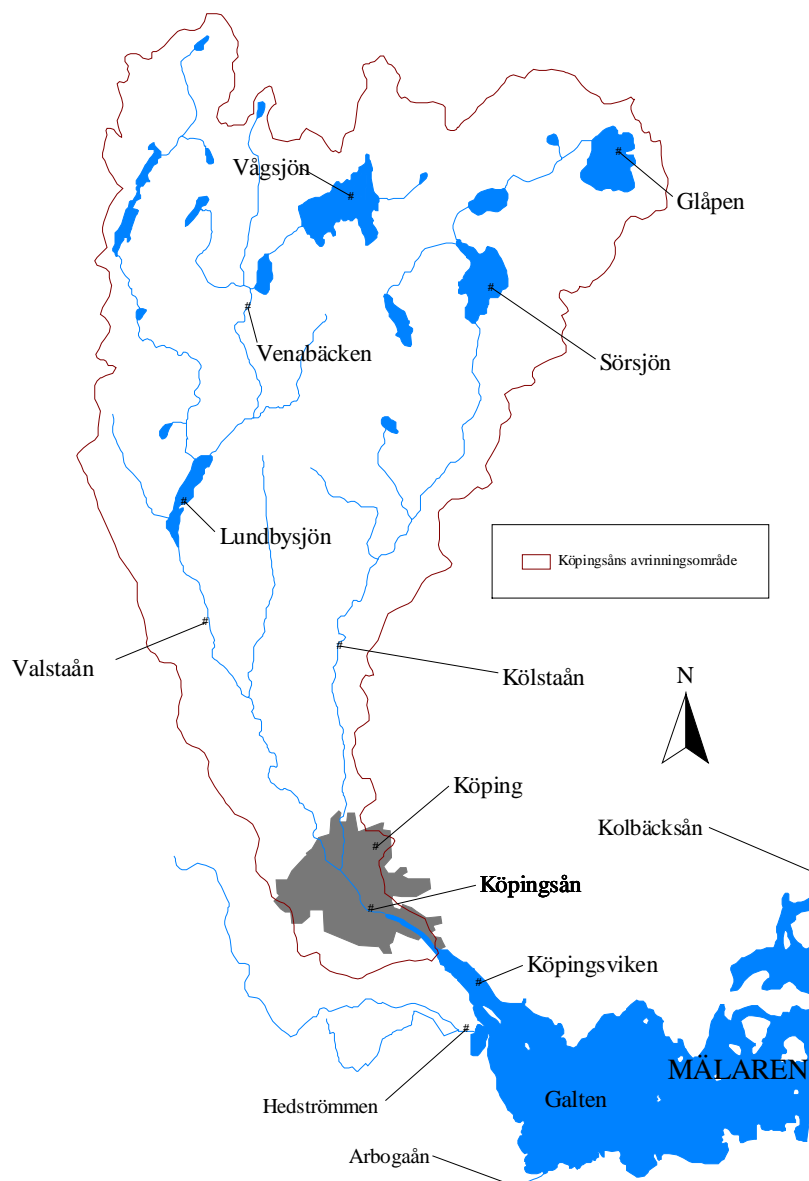 Vågsjön
Glåpen
Venabäcken
Sörsjön
Lundbysjön
Köpingsåns avrinningsområde
Valstaån
Kölstaån
N
Köping
Kolbäcksån
Köpingsån
Köpingsviken
MÄLAREN
Galten
Hedströmmen
Arbogaån